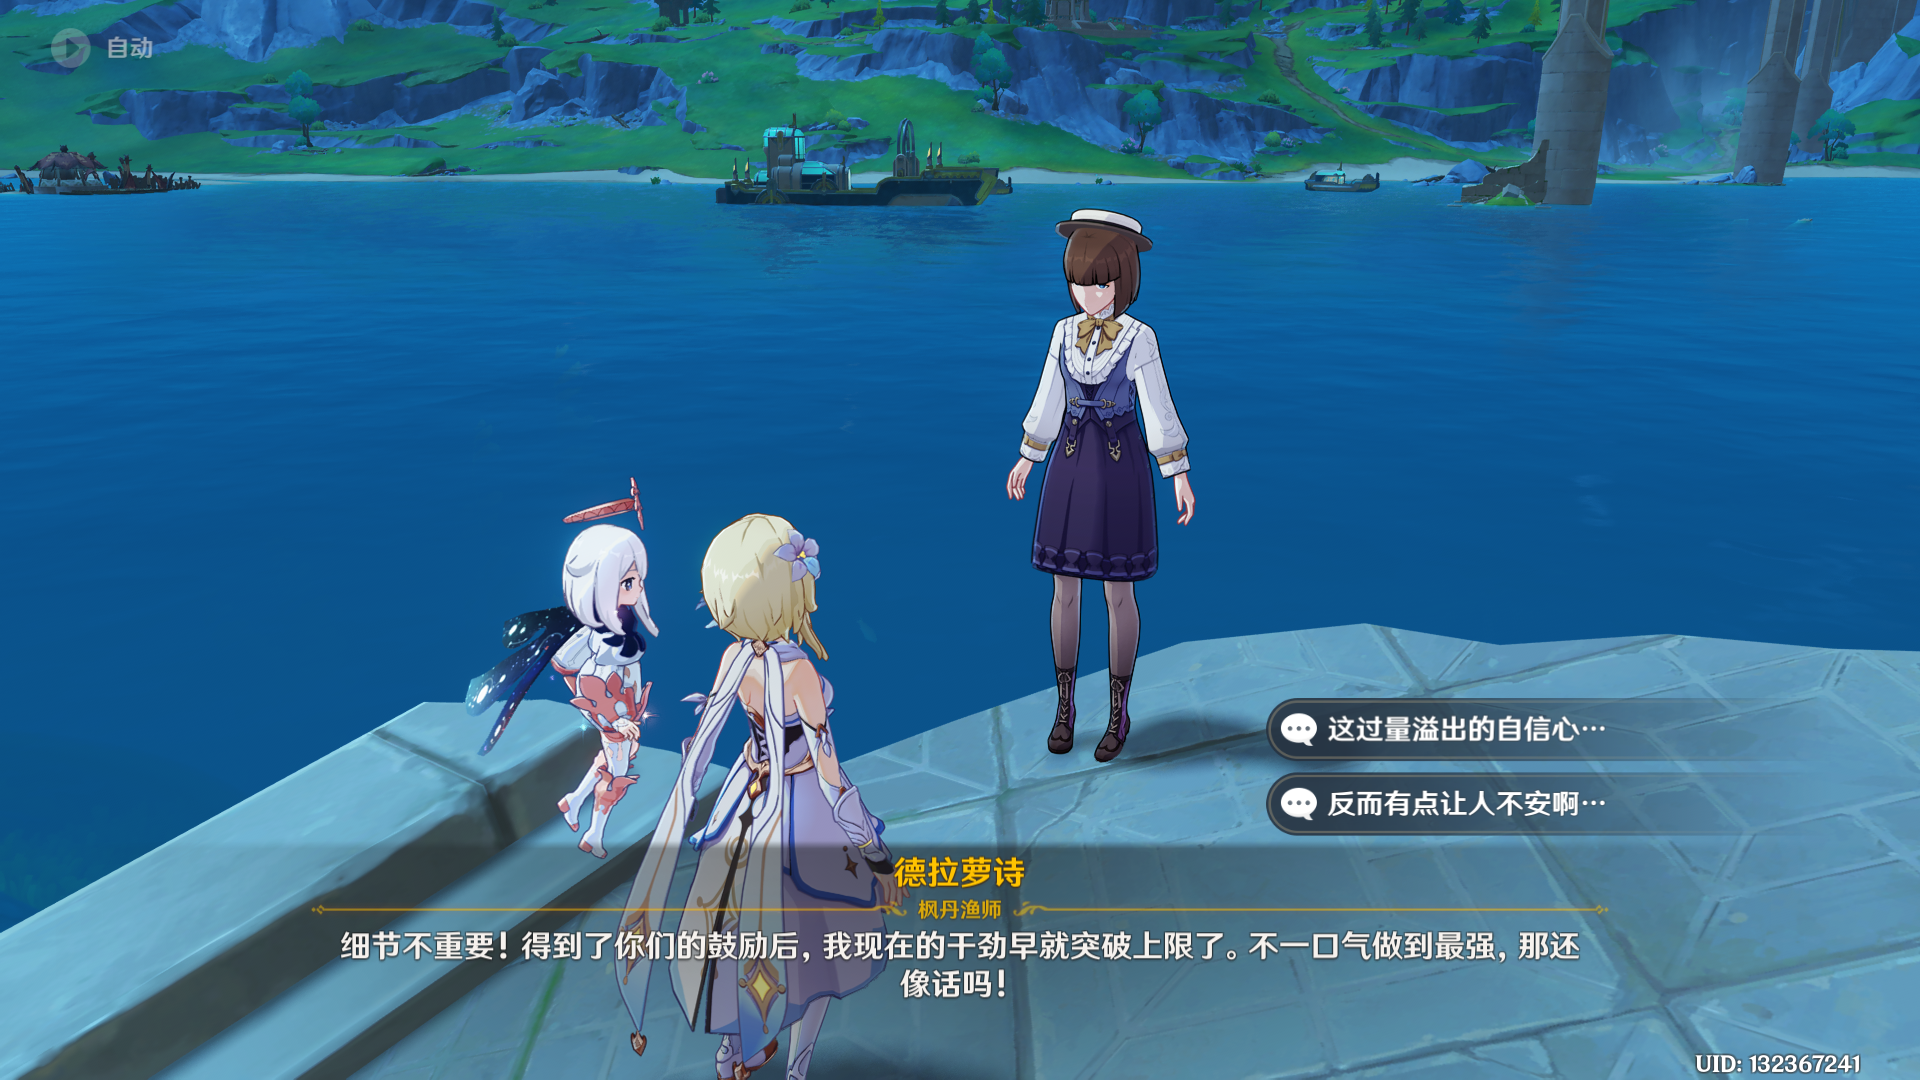 自动
这过量溢出的自信心…
反而有点让人不安啊…
德拉萝诗
枫丹渔师
细节不重要！得到了你们的鼓励后，我现在的干劲早就突破上限了。不一口气做到最强，那还
像话吗！
UID: 132367241